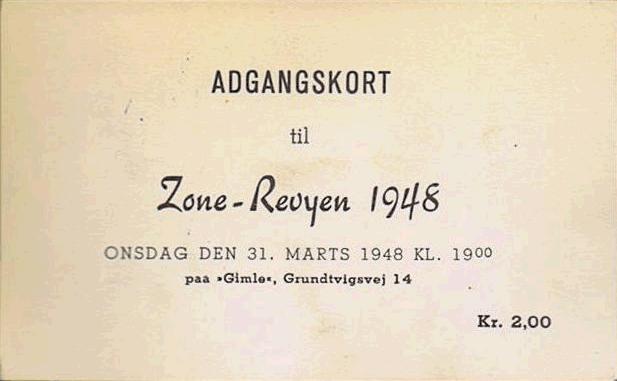 ADGANGSKORT
til
Zone-Revyen 1948
ONSDAG DEN 31. MARTS 1948 KL. 19⁰⁰
paa »Gimle«, Grundtvigsvej 14
Kr. 2,00